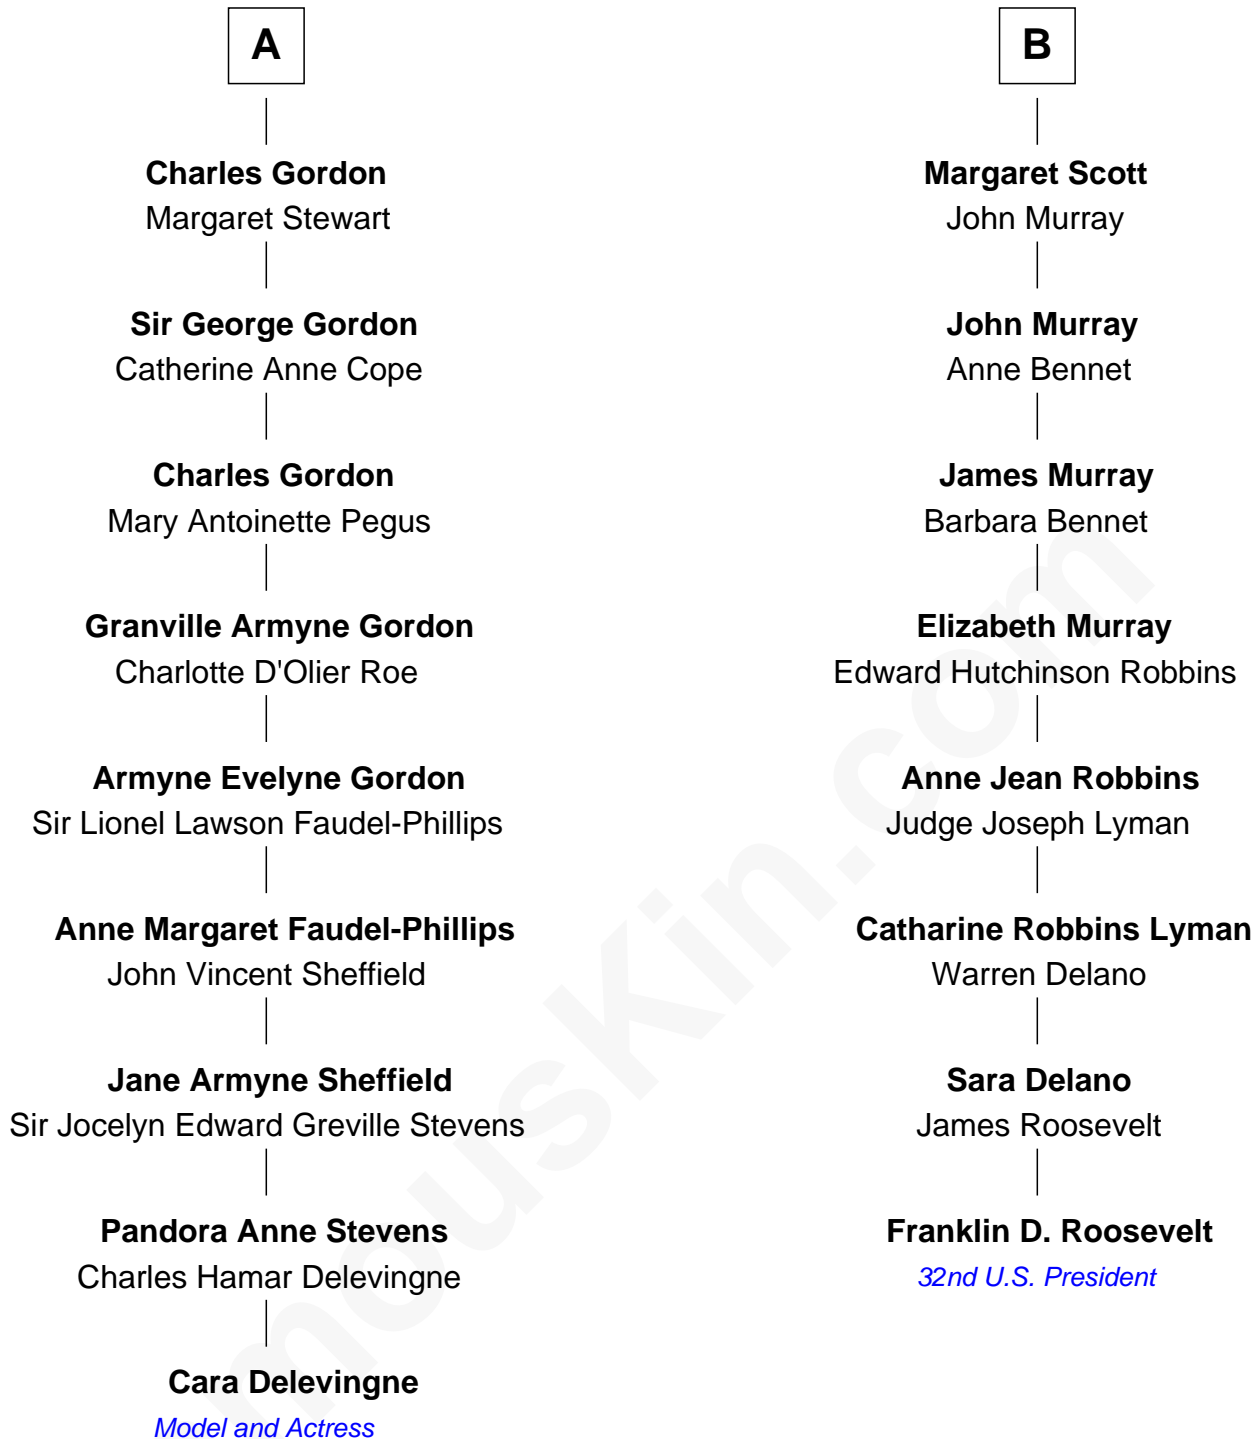 A
Charles Gordon
Margaret Stewart
Sir George Gordon
Catherine Anne Cope
Charles Gordon
Mary Antoinette Pegus
Granville Armyne Gordon
Charlotte D'Olier Roe
Armyne Evelyne Gordon
Sir Lionel Lawson Faudel-Phillips
Anne Margaret Faudel-Phillips
John Vincent Sheffield
Jane Armyne Sheffield
Sir Jocelyn Edward Greville Stevens
Pandora Anne Stevens
Charles Hamar Delevingne
Cara Delevingne
Model and Actress
B
Margaret Scott
John Murray
John Murray
Anne Bennet
James Murray
Barbara Bennet
Elizabeth Murray
Edward Hutchinson Robbins
Anne Jean Robbins
Judge Joseph Lyman
Catharine Robbins Lyman
Warren Delano
Sara Delano
James Roosevelt
Franklin D. Roosevelt
32nd U.S. President
mousKin.com